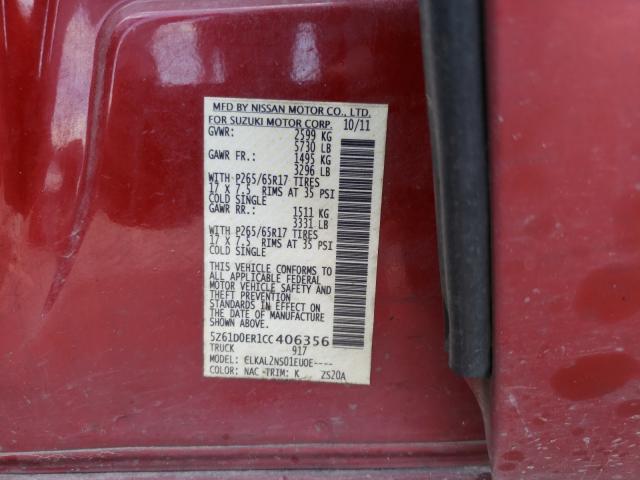 MFD BY NISSAN MOTOR CO., LTD.
FOR SUZUKI MOTOR CORP. 10/11
GVWR: 2599 KG
5730 LB
GAWR FR.: 1495 KG
3296 LB
WITH P265/65R17 TIRES
17 X 7.5 RIMS AT 35 PSI
COLD SINGLE
GAWR RR.: 1511 KG
3331 LB
WITH P265/65R17 TIRES
17 X 7.5 RIMS AT 35 PSI
COLD SINGLE
THIS VEHICLE CONFORMS TO
ALL APPLICABLE FEDERAL
MOTOR VEHICLE SAFETY AND
THEFT PREVENTION
STANDARDS IN EFFECT ON
THE DATE OF MANUFACTURE
SHOWN ABOVE.
5Z61D0ER1CC406356
TRUCK 917
MODEL: ELKAL2NS01EU0E----
COLOR: NAC TRIM: K ZS20A